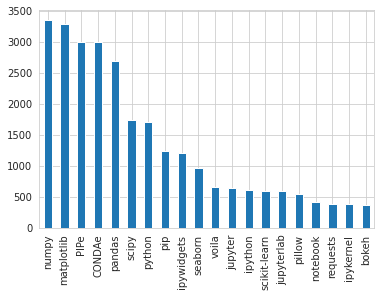 3500
3000
2500
2000
1500
1000
500
0
numpy
matplotlib
PIPe
CONDAe
pandas
scipy
python
pip
ipywidgets
seaborn
voila
jupyter
ipython
scikit-learn
jupyterlab
pillow
notebook
requests
ipykernel
bokeh